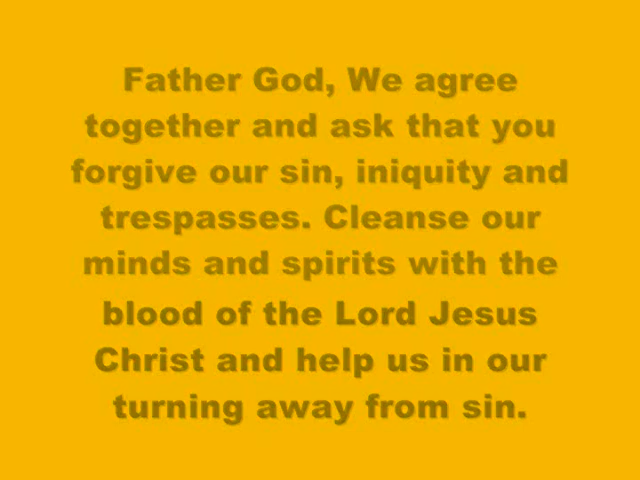 Father God, We agree
together and ask that you
forgive our sin, iniquity and
trespasses. Cleanse our
minds and spirits with the
blood of the Lord Jesus
Christ and help us in our
turning away from sin.